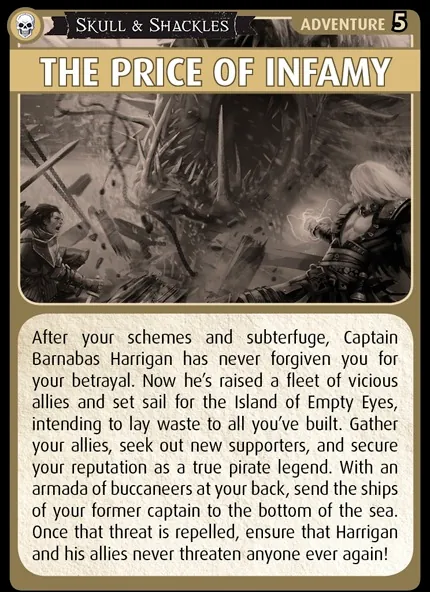 SKULL & SHACKLES
ADVENTURE 5
THE PRICE OF INFAMY
After your schemes and subterfuge, Captain
Barnabas Harrigan has never forgiven you for
your betrayal. Now he's raised a fleet of vicious
allies and set sail for the Island of Empty Eyes,
intending to lay waste to all you've built. Gather
your allies, seek out new supporters, and secure
your reputation as a true pirate legend. With an
armada of buccaneers at your back, send the ships
of your former captain to the bottom of the sea.
Once that threat is repelled, ensure that Harrigan
and his allies never threaten anyone ever again!